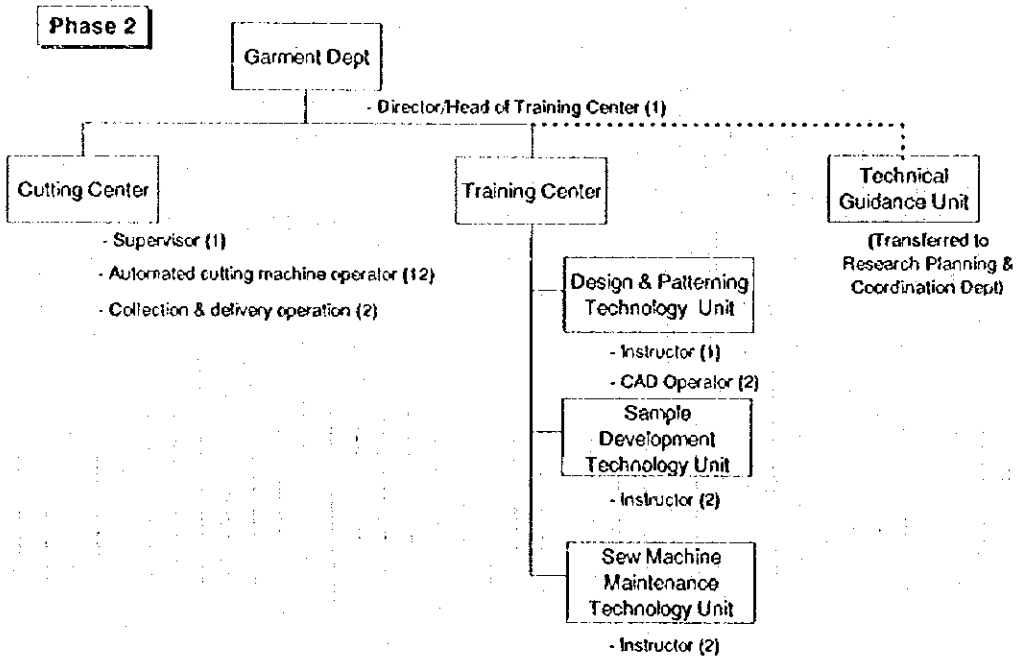 Phase 2
Garment Dept
- Director/Head of Training Center (1)
Cutting Center
Training Center
Technical
Guidance Unit
- Supervisor (1)
- Automated cutting machine operator (12)
- Collection & delivery operation (2)
(Transferred to
Research Planning &
Coordination Dept)
Design & Patterning
Technology Unit
- Instructor (1)
- CAD Operator (2)
Sample
Development
Technology Unit
- Instructor (2)
Sew Machine
Maintenance
Technology Unit
- Instructor (2)